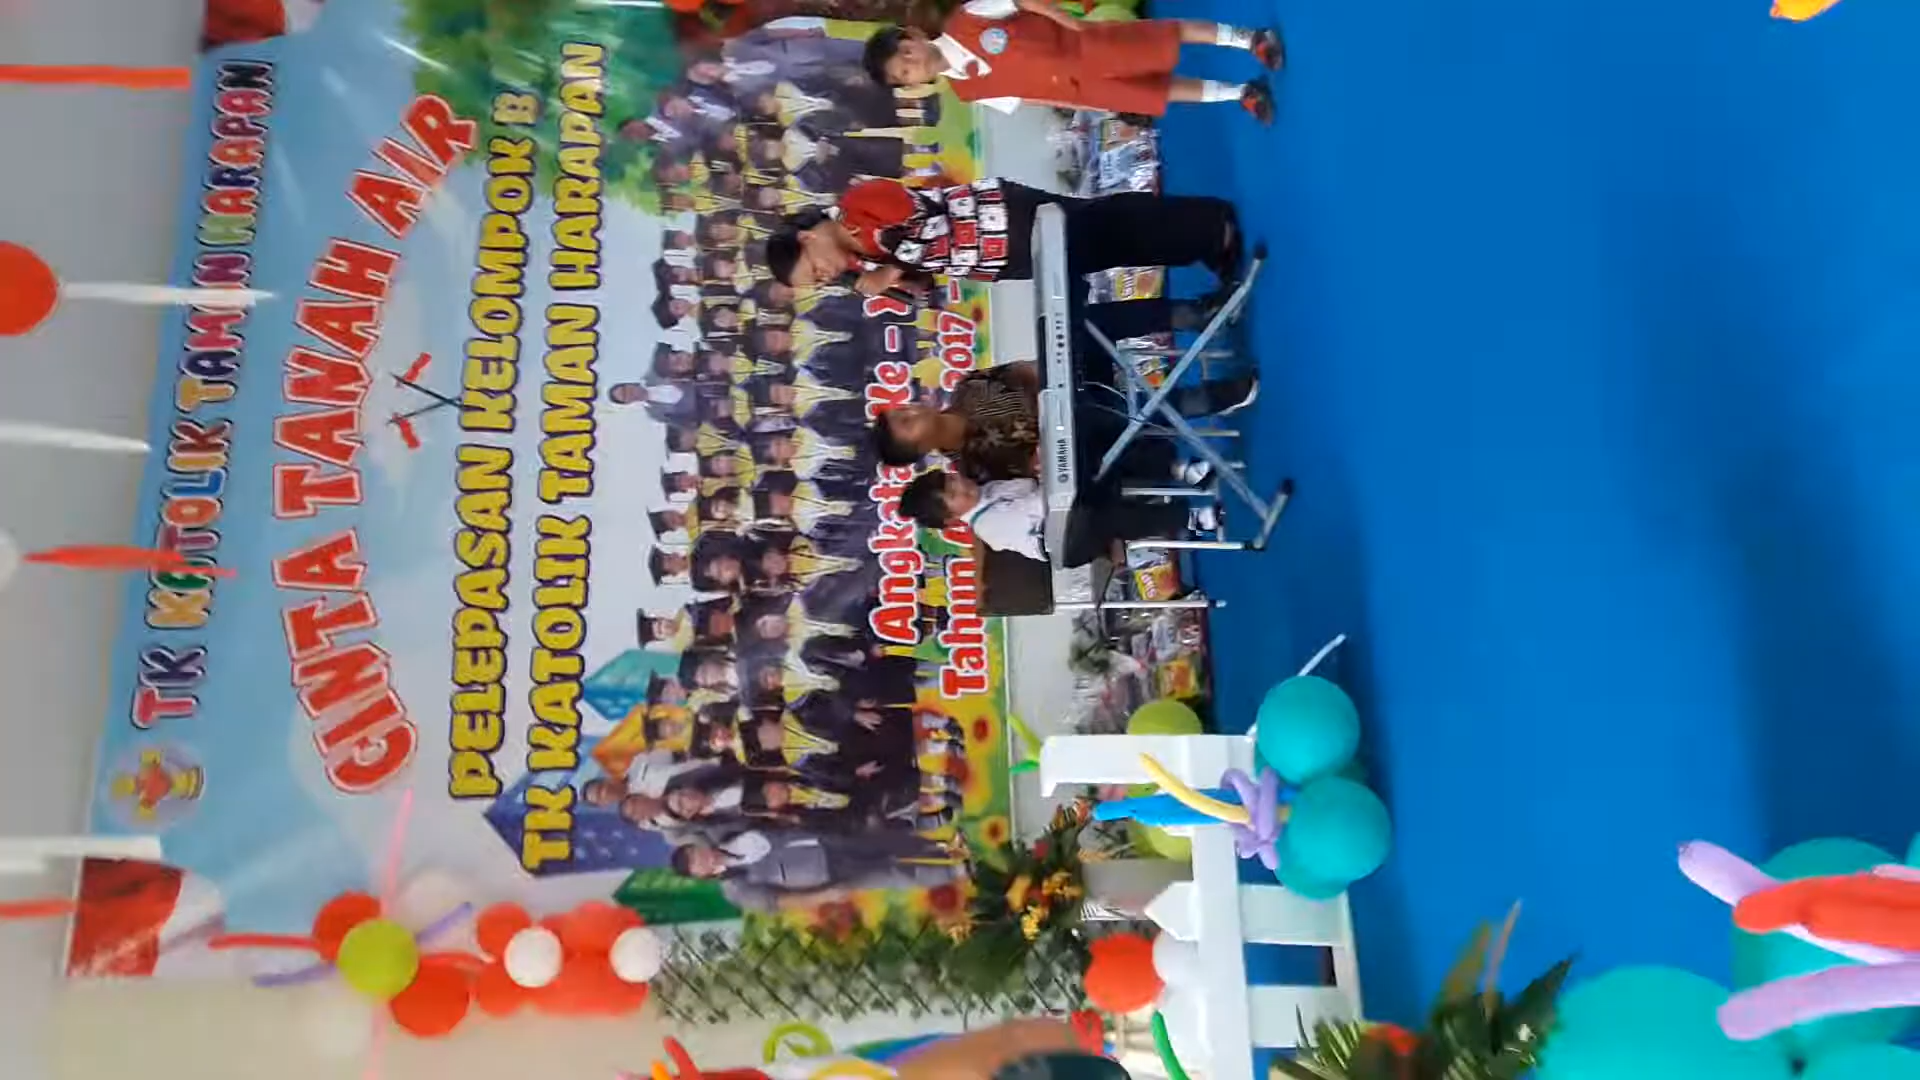 TK KATOLIK TAMAN HARAPAN
CINTA TANAH AIR
PELEPASAN KELOMPOK B
TK KATOLIK TAMAN HARAPAN
Angkatan Ke -
Tahun 2017 -
YAMAHA